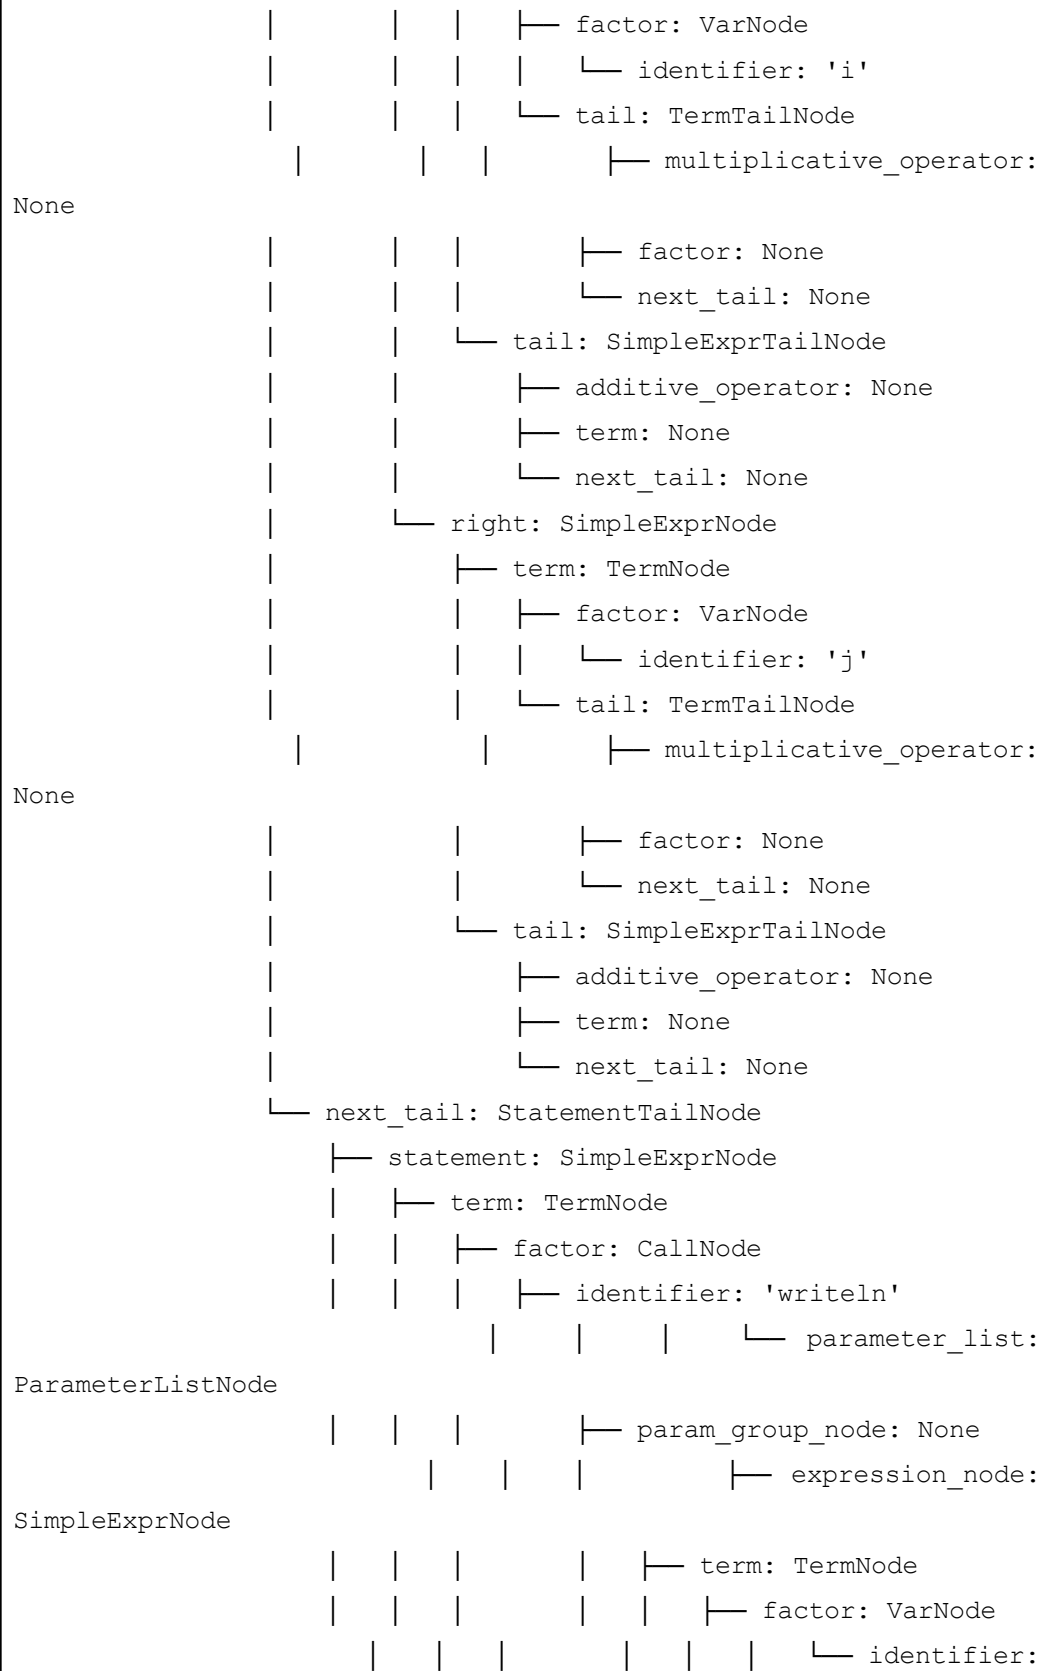 │ │ │ ├── factor: VarNode
│ │ │ │ └── identifier: 'i'
│ │ │ └── tail: TermTailNode
│ │ │ ├── multiplicative_operator:
None
│ │ │ ├── factor: None
│ │ │ └── next_tail: None
│ │ └── tail: SimpleExprTailNode
│ │ ├── additive_operator: None
│ │ ├── term: None
│ │ └── next_tail: None
│ └── right: SimpleExprNode
│ ├── term: TermNode
│ │ ├── factor: VarNode
│ │ │ └── identifier: 'j'
│ │ └── tail: TermTailNode
│ │ ├── multiplicative_operator:
None
│ │ ├── factor: None
│ │ └── next_tail: None
│ └── tail: SimpleExprTailNode
│ ├── additive_operator: None
│ ├── term: None
│ └── next_tail: None
└── next_tail: StatementTailNode
├── statement: SimpleExprNode
│ ├── term: TermNode
│ │ ├── factor: CallNode
│ │ │ ├── identifier: 'writeln'
│ │ │ └── parameter_list:
ParameterListNode
│ │ │ ├── param_group_node: None
│ │ │ ├── expression_node:
SimpleExprNode
│ │ │ │ ├── term: TermNode
│ │ │ │ │ ├── factor: VarNode
│ │ │ │ │ │ └── identifier: